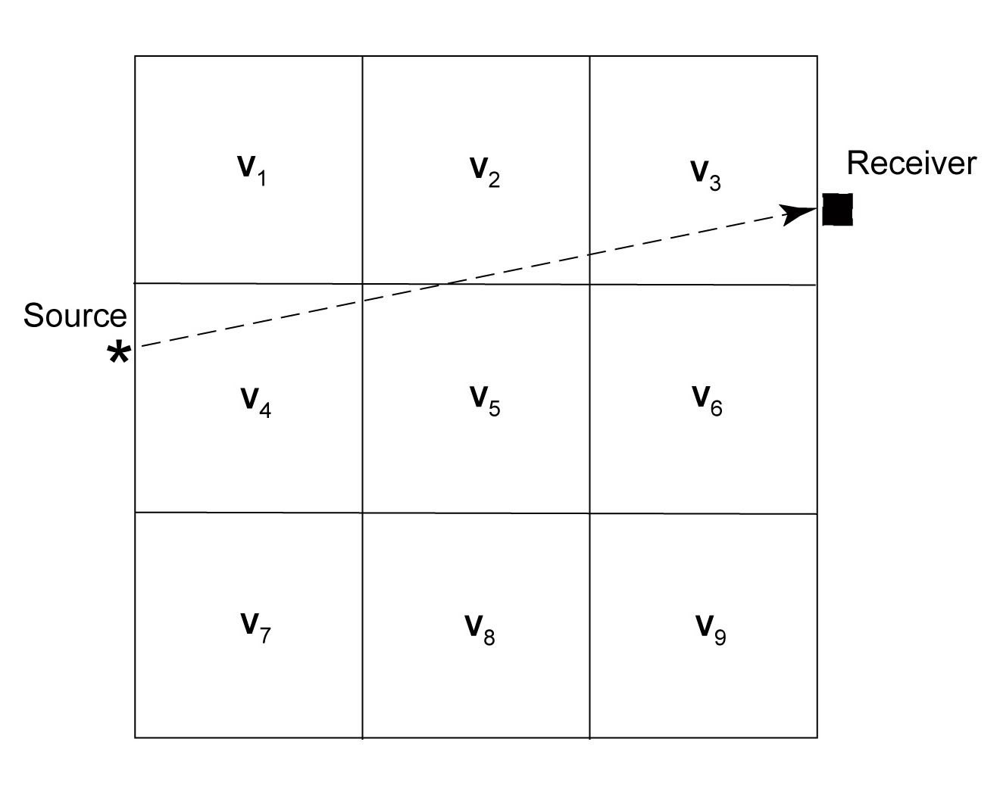 v₁ v₂ v₃
Receiver
Source
*
v₄ v₅ v₆
v₇ v₈ v₉